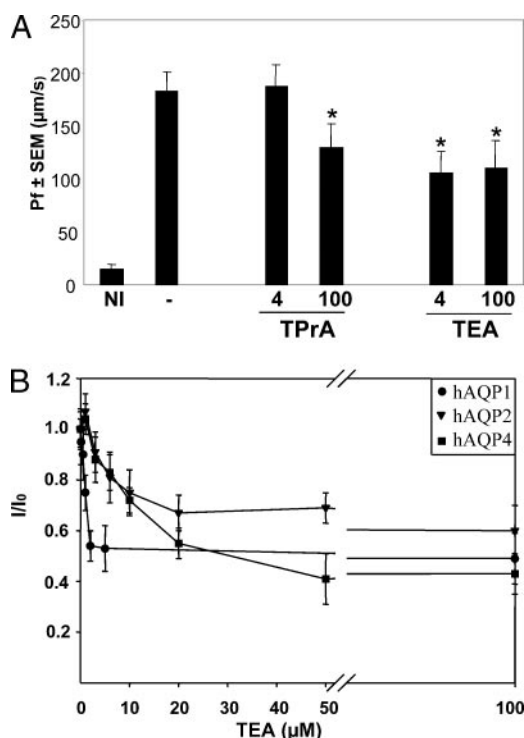 A
Pf ± SEM (µm/s)
250
200
150
100
50
0
* * *
NI - 4 100 4 100
TPrA TEA
B
I/I₀
1.2
1.0
0.8
0.6
0.4
0.2
hAQP1
hAQP2
hAQP4
0 10 20 30 40 50 100
TEA (µM)